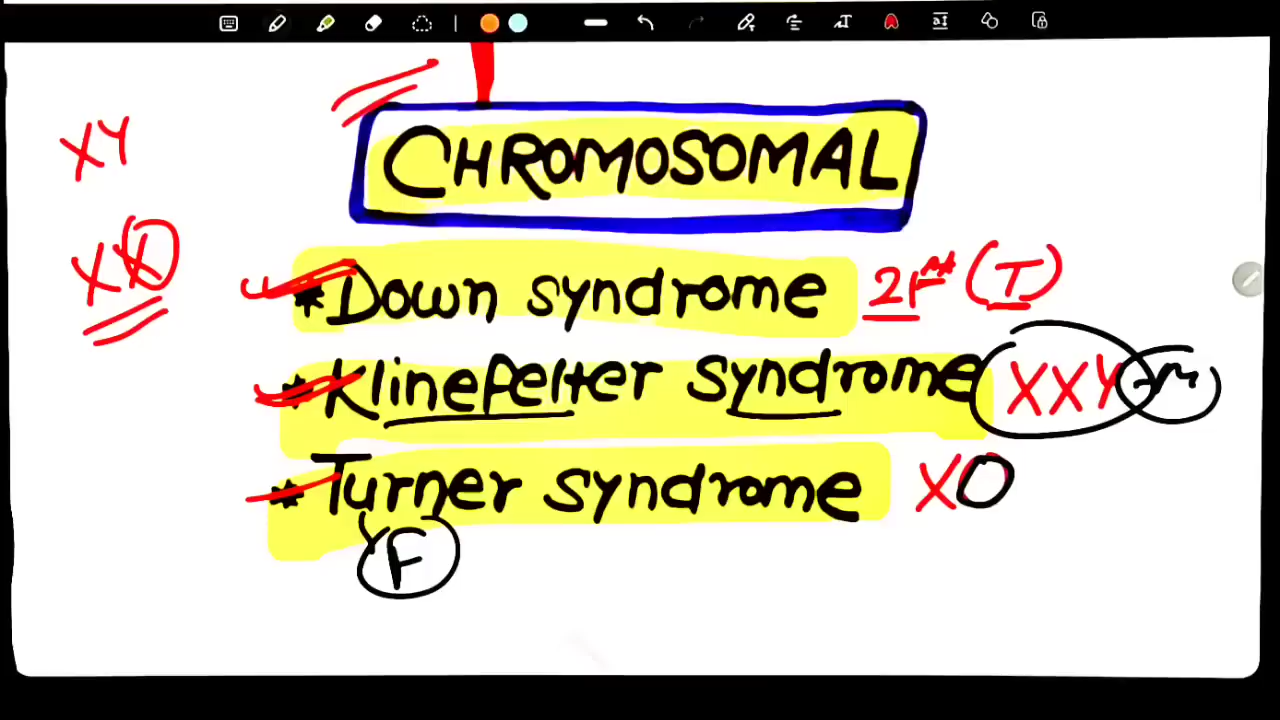 XY
CHROMOSOMAL
XX
* Down syndrome 21st (T)
* Klinefelter syndrome XXY M
* Turner syndrome XO
F